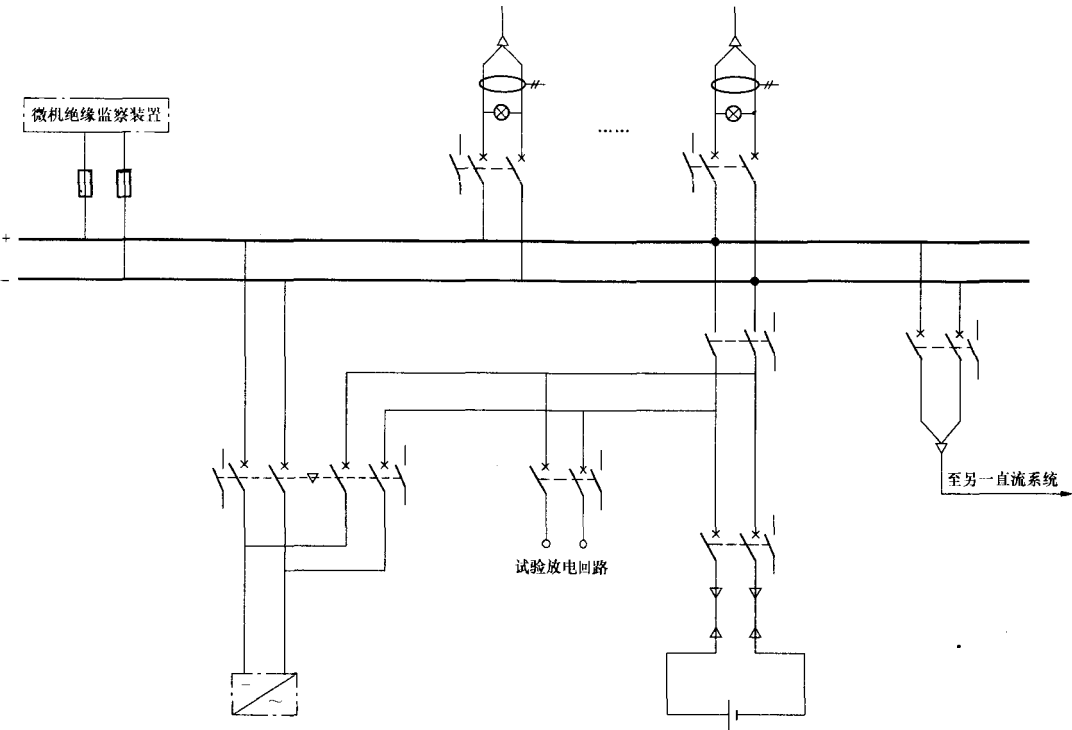 微机绝缘监察装置
……
+
−
至另一直流系统
试验放电回路